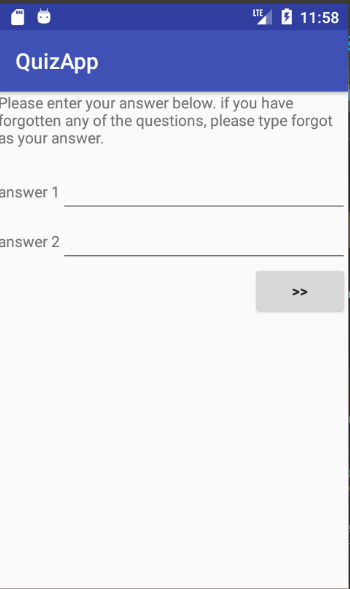 LTE 11:58
QuizApp
Please enter your answer below. if you have
forgotten any of the questions, please type forgot
as your answer.
answer 1
answer 2
>>